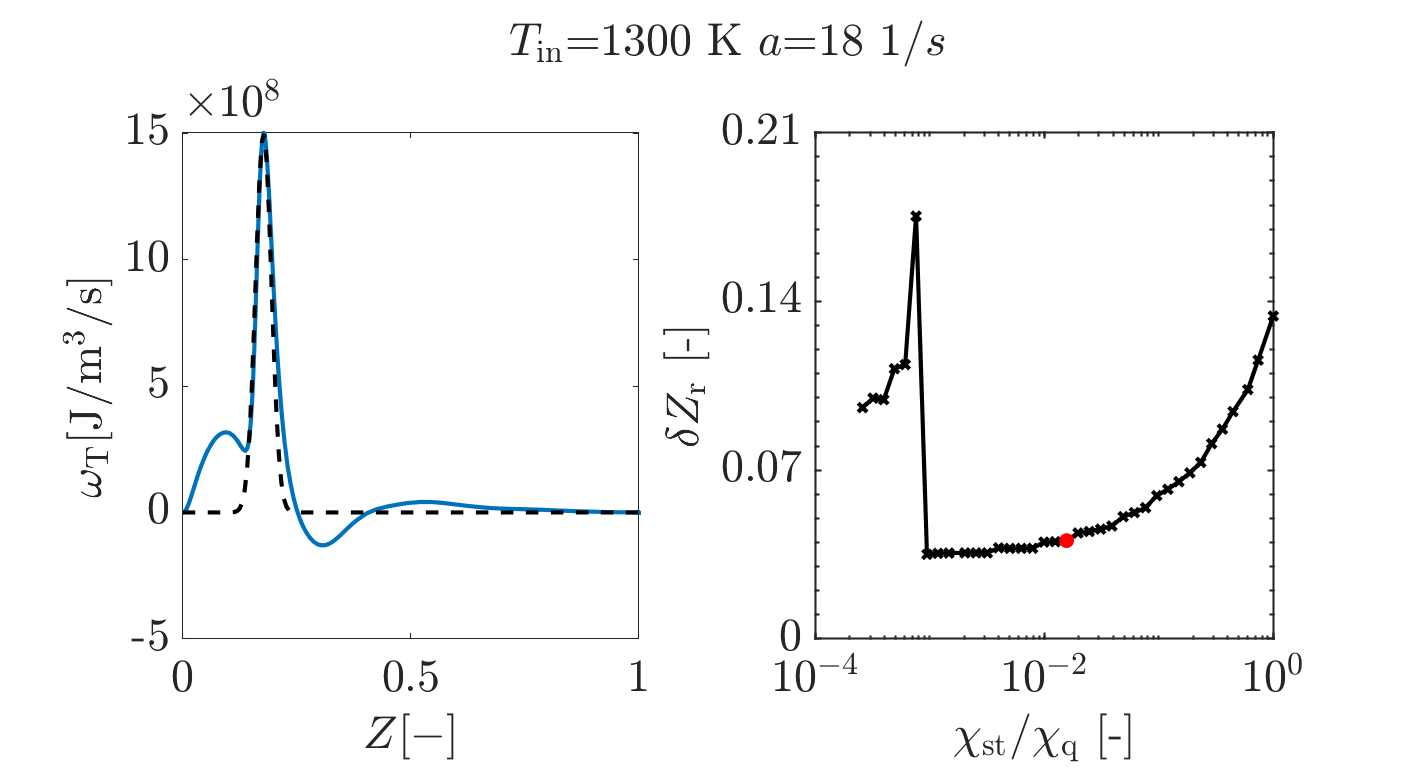 T_in=1300 K a=18 1/s
×10^8
15
10
5
0
-5
0 0.5 1
Z[−]
ω_T[J/m^3/s]
0.21
0.14
0.07
0
10^−4 10^−2 10^0
χ_st/χ_q [-]
δZ_r [-]